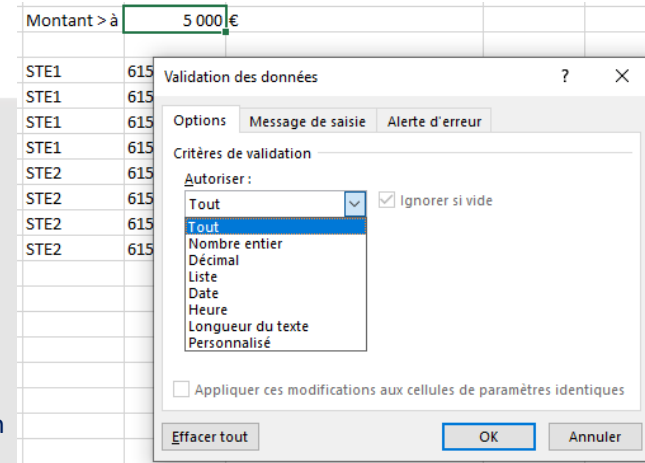 Montant > à 5 000 €
STE1 615
STE1 615
STE1 615
STE1 615
STE2 615
STE2 615
STE2 615
STE2 615
Validation des données ? ×
Options Message de saisie Alerte d'erreur
Critères de validation
Autoriser :
Tout Ignorer si vide
Tout
Nombre entier
Décimal
Liste
Date
Heure
Longueur du texte
Personnalisé
Appliquer ces modifications aux cellules de paramètres identiques
Effacer tout OK Annuler